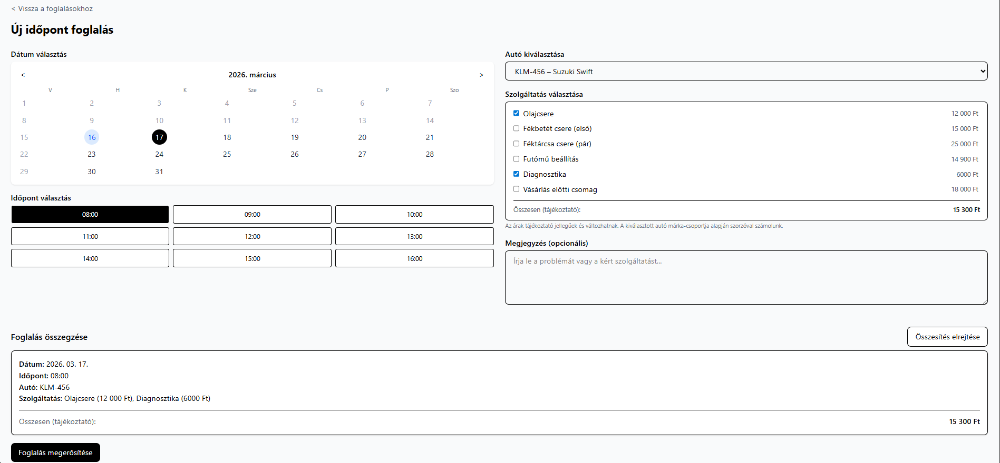 < Vissza a foglalásokhoz
Új időpont foglalás
Dátum választás
< 2026. március >
V H K Sze Cs P Szo
1 2 3 4 5 6 7
8 9 10 11 12 13 14
15 16 17 18 19 20 21
22 23 24 25 26 27 28
29 30 31
Időpont választás
08:00 09:00 10:00
11:00 12:00 13:00
14:00 15:00 16:00
Autó kiválasztása
KLM-456 – Suzuki Swift
Szolgáltatás választása
Olajcsere 12 000 Ft
Fékbetét csere (első) 15 000 Ft
Féktárcsa csere (pár) 25 000 Ft
Futómű beállítás 14 900 Ft
Diagnosztika 6000 Ft
Vásárlás előtti csomag 18 000 Ft
Összesen (tájékoztató): 15 300 Ft
Az árak tájékoztató jellegűek és változhatnak. A kiválasztott autó márka-csoportja alapján szorzóval számolunk.
Megjegyzés (opcionális)
Írja le a problémát vagy a kért szolgáltatást...
Foglalás összegzése
Összesítés elrejtése
Dátum: 2026. 03. 17.
Időpont: 08:00
Autó: KLM-456
Szolgáltatás: Olajcsere (12 000 Ft), Diagnosztika (6000 Ft)
Összesen (tájékoztató): 15 300 Ft
Foglalás megerősítése